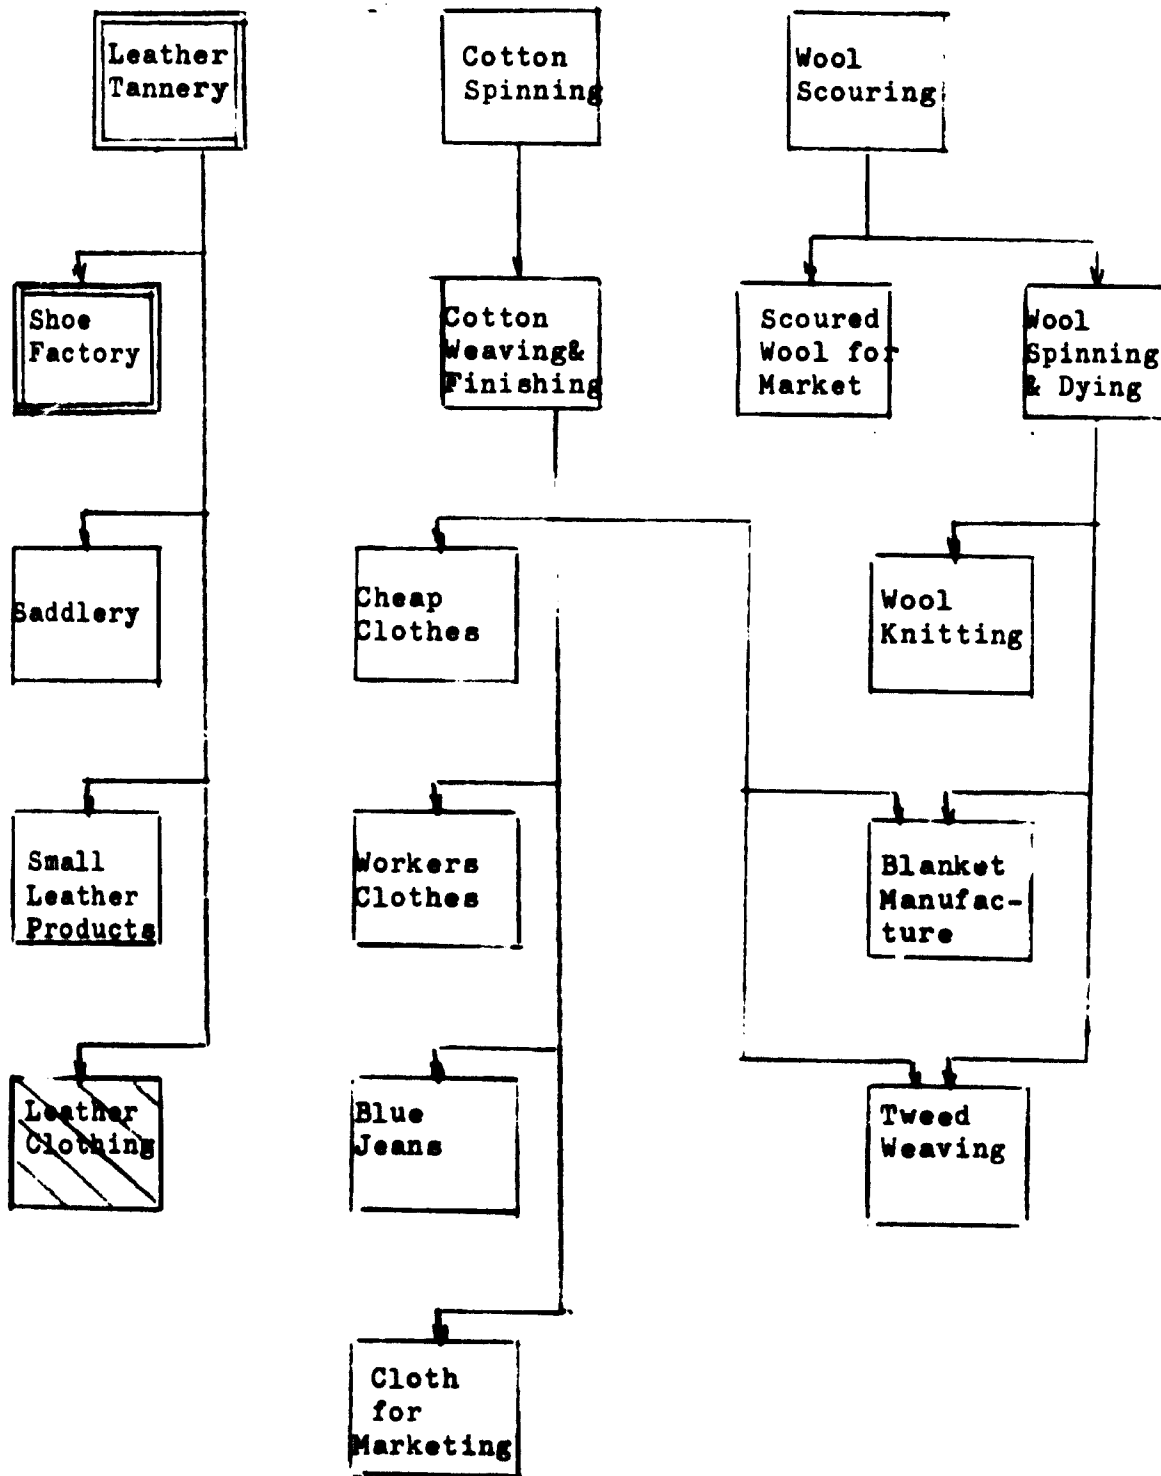 Leather
Tannery
Cotton
Spinning
Wool
Scouring
Shoe
Factory
Cotton
Weaving&
Finishing
Scoured
Wool for
Market
Wool
Spinning
& Dying
Saddlery
Cheap
Clothes
Wool
Knitting
Small
Leather
Products
Workers
Clothes
Blanket
Manufac-
ture
Leather
Clothing
Blue
Jeans
Tweed
Weaving
Cloth
for
Marketing